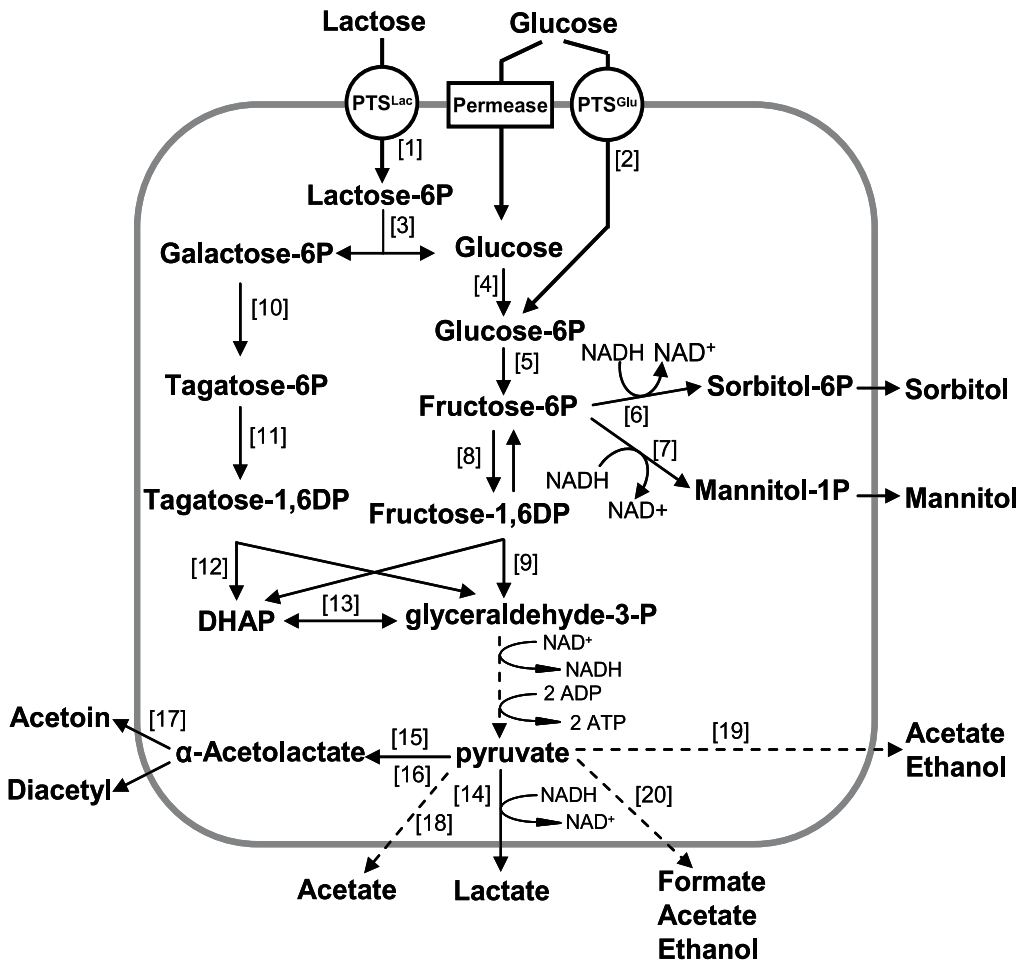 Lactose
Glucose
PTSLac
Permease
PTSGlu
[1]
[2]
Lactose-6P
[3]
Galactose-6P
Glucose
[4]
[10]
Glucose-6P
[5]
NADH NAD+
Tagatose-6P
Fructose-6P
Sorbitol-6P
Sorbitol
[6]
[11]
[8]
[7]
NADH
Mannitol-1P
Mannitol
Tagatose-1,6DP
Fructose-1,6DP
NAD+
[12]
[9]
[13]
DHAP
glyceraldehyde-3-P
NAD+
NADH
2 ADP
2 ATP
Acetoin
[17]
α-Acetolactate
[15]
[16]
pyruvate
[19]
Acetate
Ethanol
Diacetyl
[14]
NADH
NAD+
[20]
[18]
Acetate
Lactate
Formate
Acetate
Ethanol